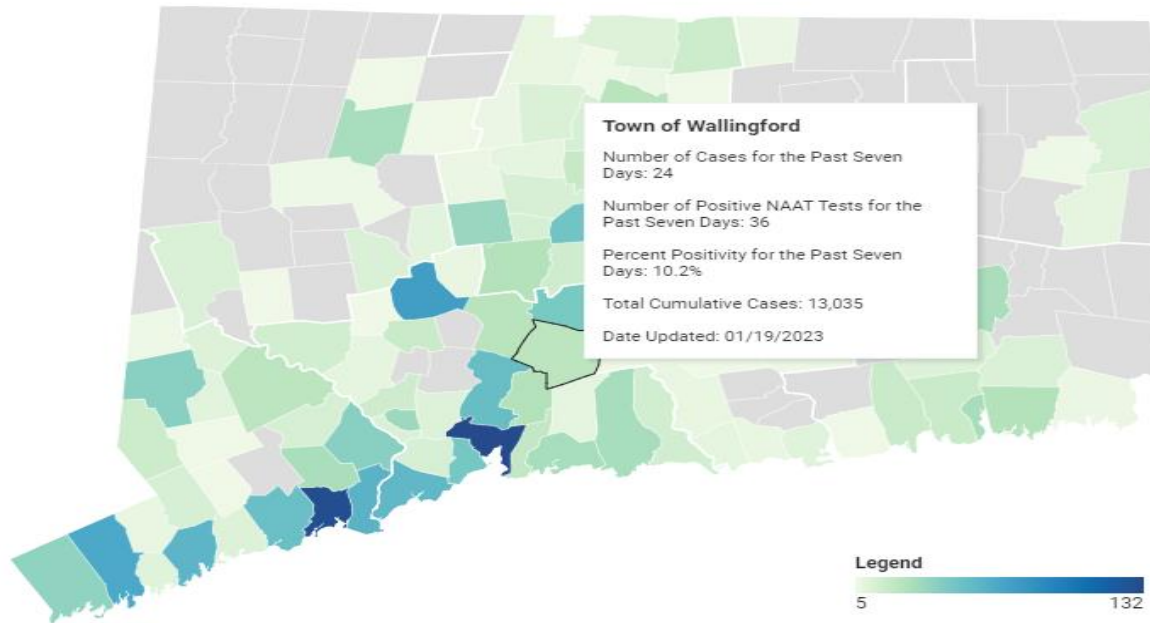 Town of Wallingford
Number of Cases for the Past Seven
Days: 24
Number of Positive NAAT Tests for the
Past Seven Days: 36
Percent Positivity for the Past Seven
Days: 10.2%
Total Cumulative Cases: 13,035
Date Updated: 01/19/2023
Legend
5 132